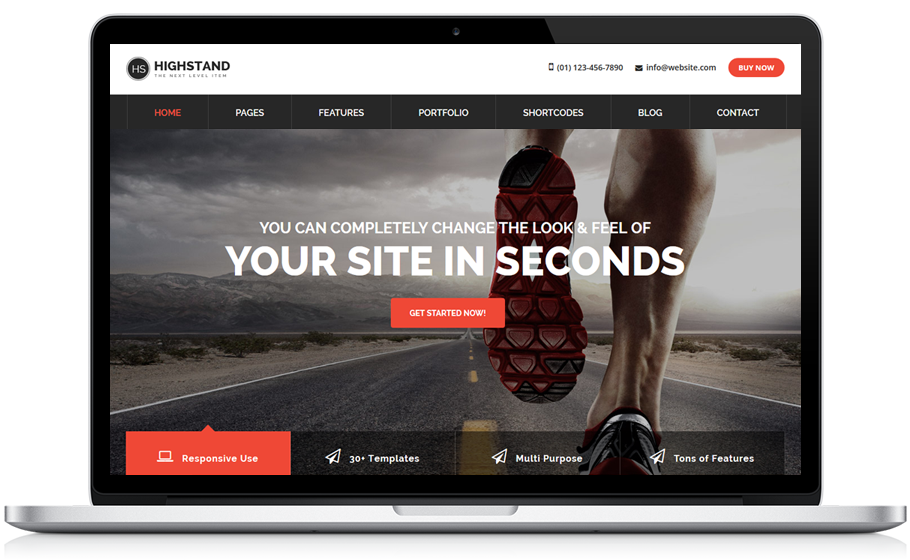 HS HIGHSTAND
THE NEXT LEVEL ITEM
(01) 123-456-7890 info@website.com BUY NOW
HOME PAGES FEATURES PORTFOLIO SHORTCODES BLOG CONTACT
YOU CAN COMPLETELY CHANGE THE LOOK & FEEL OF
YOUR SITE IN SECONDS
GET STARTED NOW!
Responsive Use 30+ Templates Multi Purpose Tons of Features